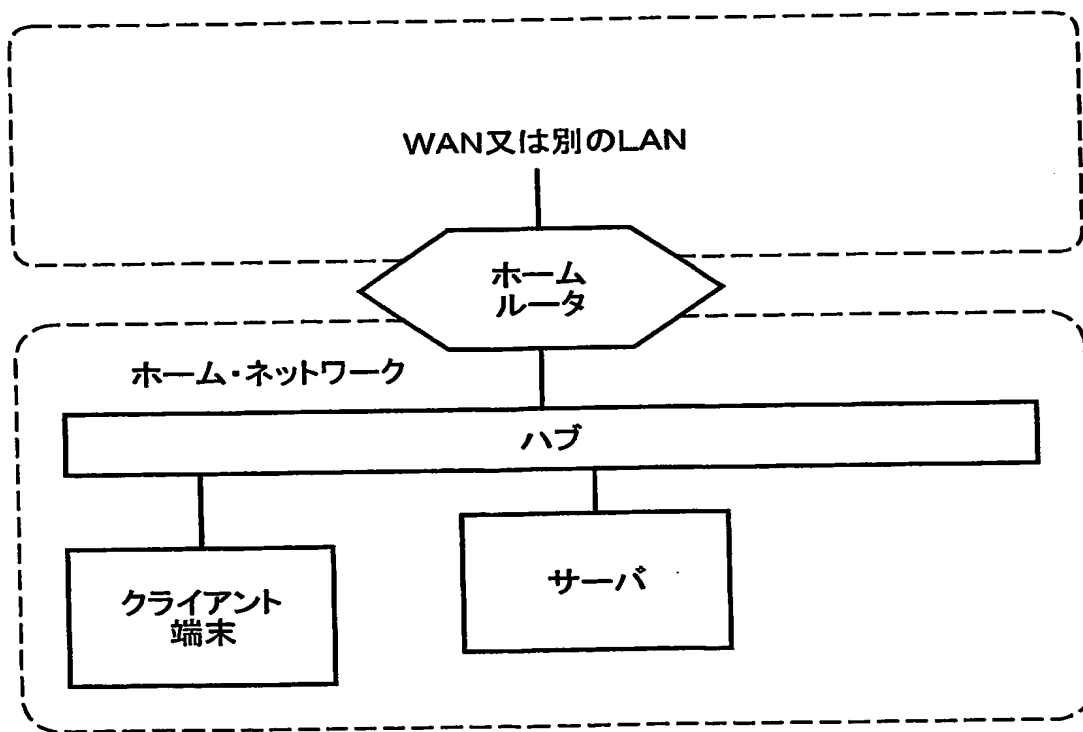 WAN又は別のLAN
ホーム
ルータ
ホーム・ネットワーク
ハブ
クライアント
端末
サーバ